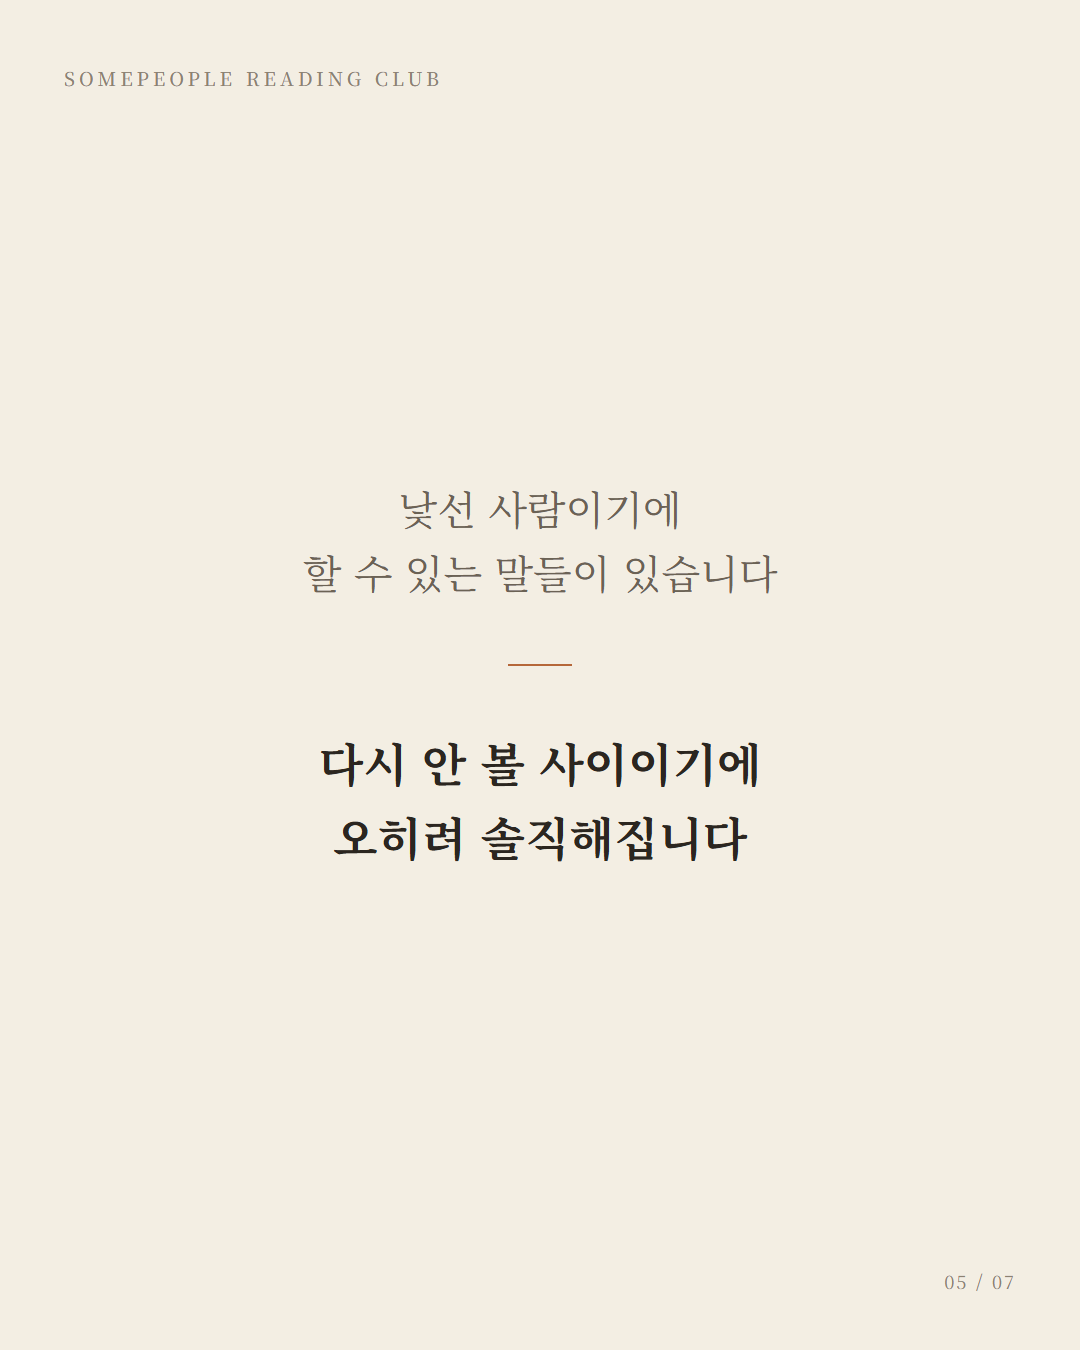 SOMEPEOPLE READING CLUB
낯선 사람이기에
할 수 있는 말들이 있습니다
다시 안 볼 사이이기에
오히려 솔직해집니다
05 / 07